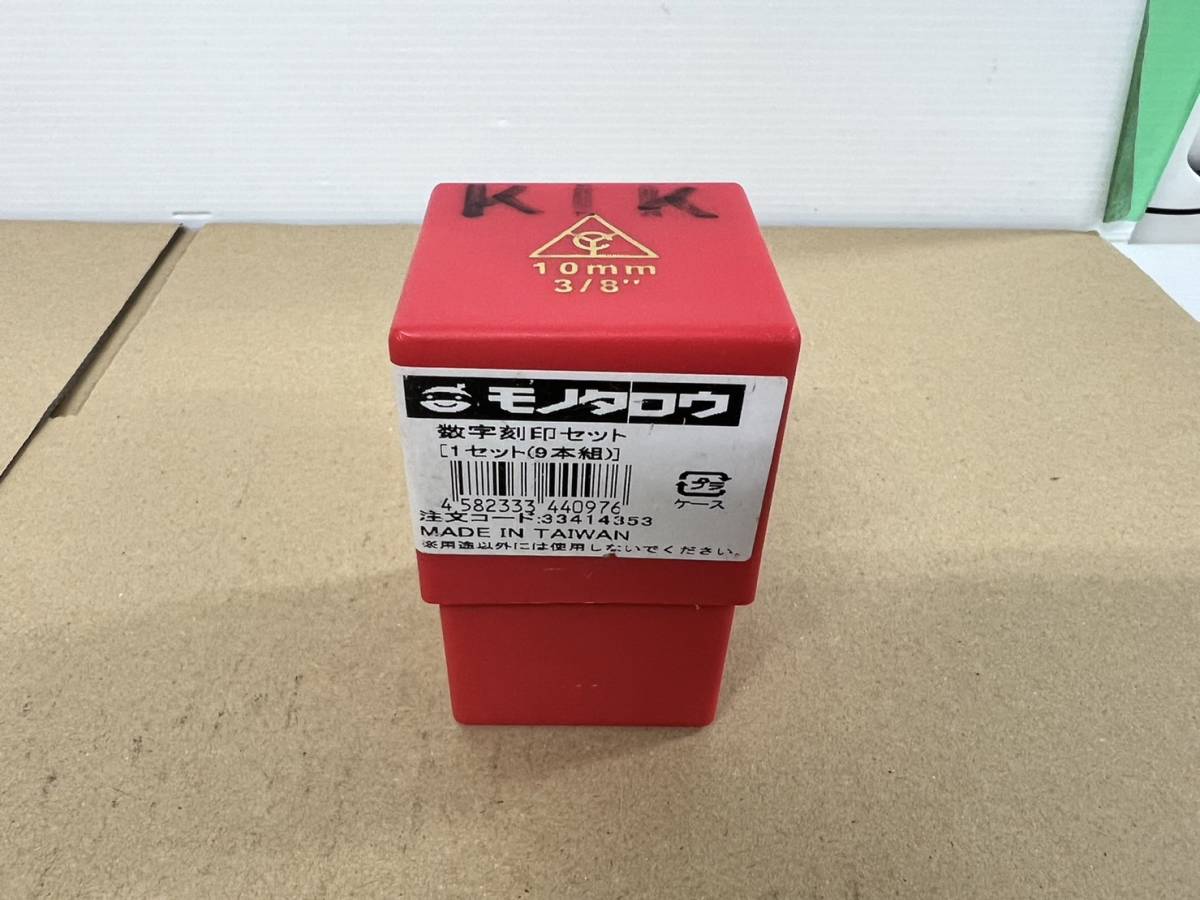 KIK
10mm
3/8"
モノタロウ
数字刻印セット
[1セット(9本組)]
4 582333 440976
プラ
ケース
注文コード:33414353
MADE IN TAIWAN
※用途以外には使用しないでください。